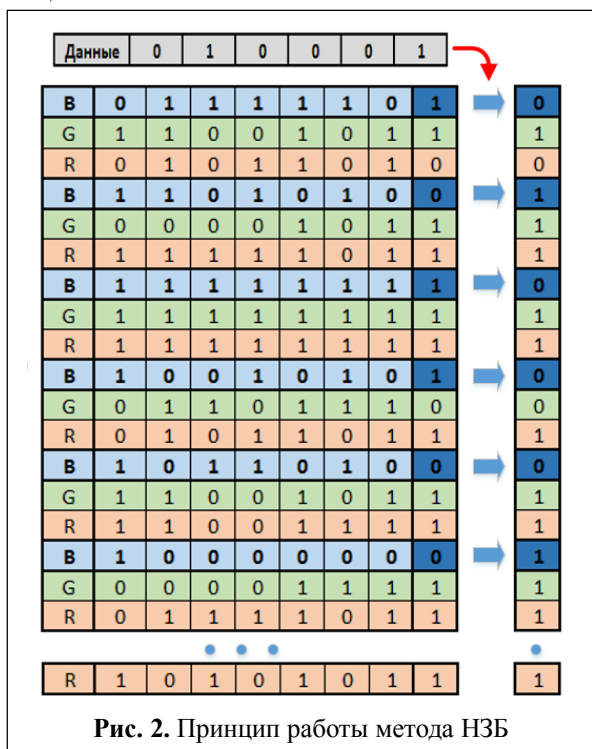 Данные 0 1 0 0 0 1
B 0 1 1 1 1 1 0 1 0
G 1 1 0 0 1 0 1 1 1
R 0 1 0 1 1 0 1 0 0
B 1 1 0 1 0 1 0 0 1
G 0 0 0 0 1 0 1 1 1
R 1 1 1 1 1 0 1 1 1
B 1 1 1 1 1 1 1 1 0
G 1 1 1 1 1 1 1 1 1
R 1 1 1 1 1 1 1 1 1
B 1 0 0 1 0 1 0 1 0
G 0 1 1 0 1 1 1 0 0
R 0 1 0 1 1 0 1 1 1
B 1 0 1 1 0 1 0 0 0
G 1 1 0 0 1 0 1 1 1
R 1 1 0 0 1 1 1 1 1
B 1 0 0 0 0 0 0 0 1
G 0 0 0 0 1 1 1 1 1
R 0 1 1 1 1 0 1 1 1
R 1 0 1 0 1 0 1 1 1
Рис. 2. Принцип работы метода НЗБ